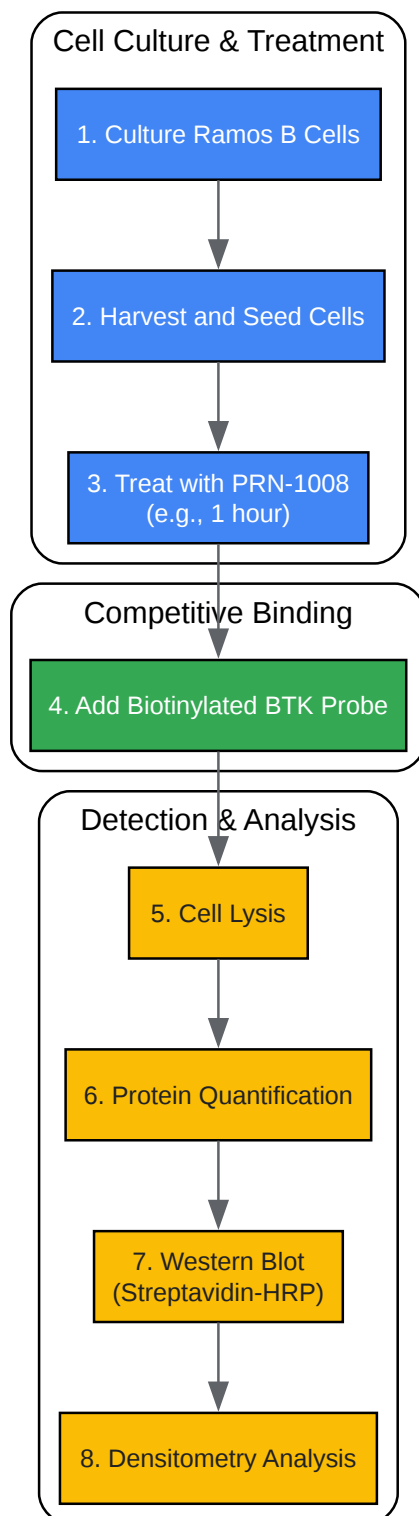 Cell Culture & Treatment
1. Culture Ramos B Cells
2. Harvest and Seed Cells
3. Treat with PRN-1008
(e.g., 1 hour)
Competitive Binding
4. Add Biotinylated BTK Probe
Detection & Analysis
5. Cell Lysis
6. Protein Quantification
7. Western Blot
(Streptavidin-HRP)
8. Densitometry Analysis